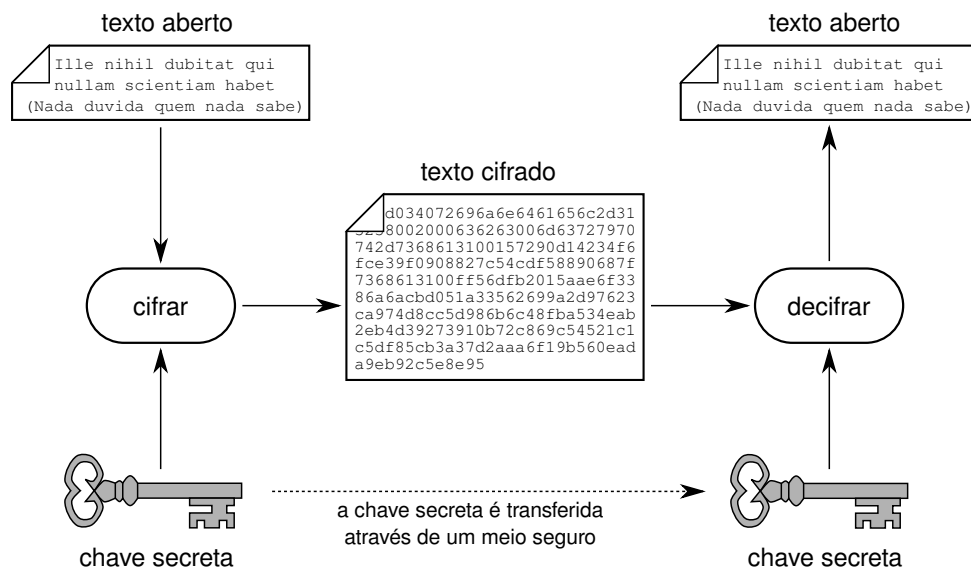 texto aberto
Ille nihil dubitat qui
nullam scientiam habet
(Nada duvida quem nada sabe)
texto aberto
Ille nihil dubitat qui
nullam scientiam habet
(Nada duvida quem nada sabe)
texto cifrado
d034072696a6e6461656c2d31
8002000636263006d63727970
742d7368613100157290d14234f6
fce39f0908827c54cdf58890687f
7368613100ff56dfb2015aae6f33
86a6acbd051a33562699a2d97623
ca974d8cc5d986b6c48fba534eab
2eb4d39273910b72c869c54521c1
c5df85cb3a37d2aaa6f19b560ead
a9eb92c5e8e95
cifrar
decifrar
a chave secreta é transferida
através de um meio seguro
chave secreta
chave secreta